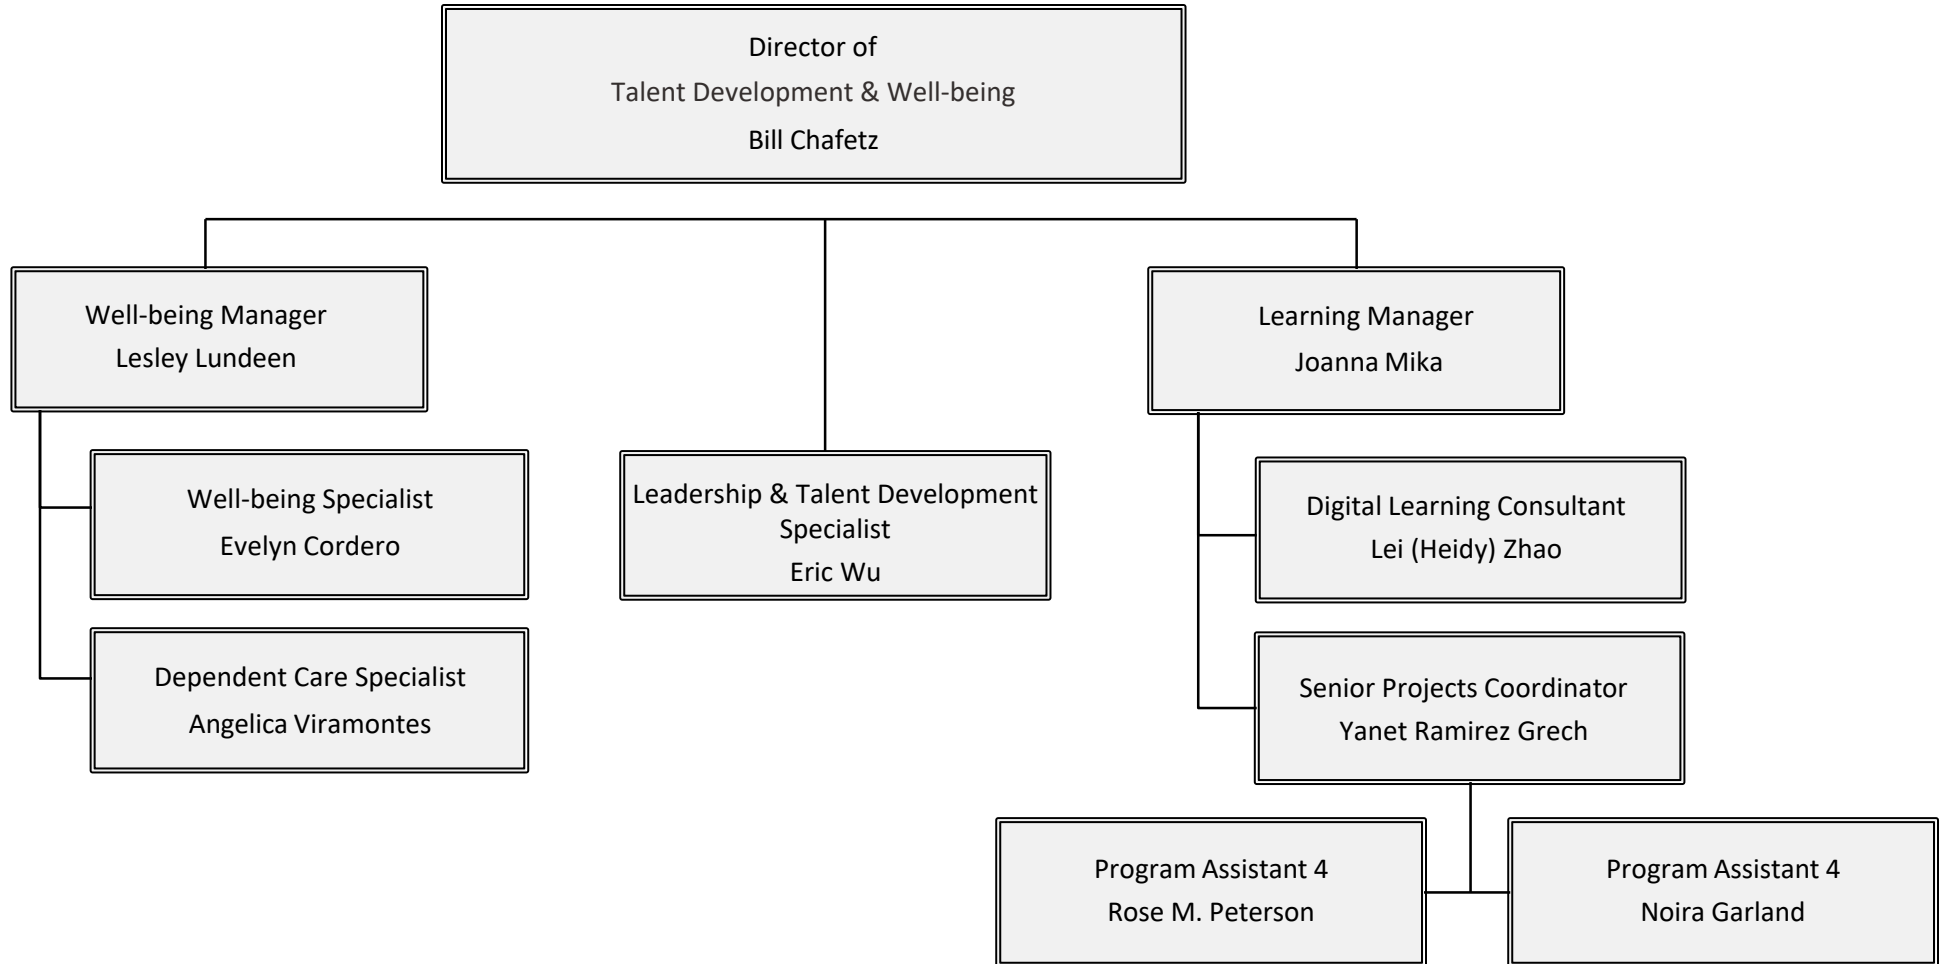 Director of
Talent Development & Well-being
Bill Chafetz
Well-being Manager
Lesley Lundeen
Learning Manager
Joanna Mika
Well-being Specialist
Evelyn Cordero
Leadership & Talent Development
Specialist
Eric Wu
Digital Learning Consultant
Lei (Heidy) Zhao
Dependent Care Specialist
Angelica Viramontes
Senior Projects Coordinator
Yanet Ramirez Grech
Program Assistant 4
Rose M. Peterson
Program Assistant 4
Noira Garland